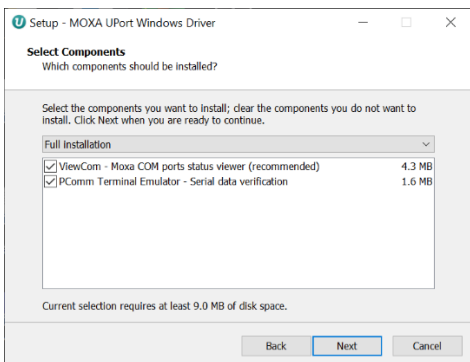 Setup - MOXA UPort Windows Driver
Select Components
Which components should be installed?
Select the components you want to install; clear the components you do not want to
install. Click Next when you are ready to continue.
Full installation
ViewCom - Moxa COM ports status viewer (recommended) 4.3 MB
PComm Terminal Emulator - Serial data verification 1.6 MB
Current selection requires at least 9.0 MB of disk space.
Back Next Cancel